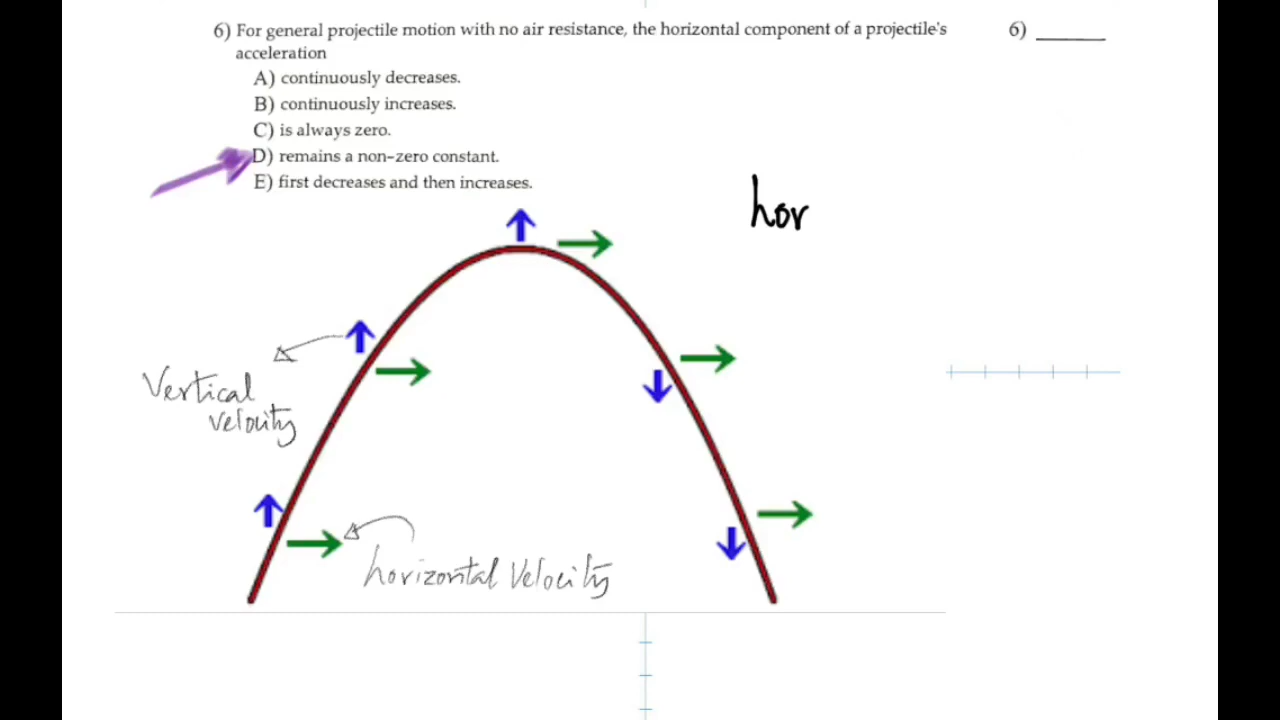 6) For general projectile motion with no air resistance, the horizontal component of a projectile's
acceleration
6) ______
A) continuously decreases.
B) continuously increases.
C) is always zero.
D) remains a non-zero constant.
E) first decreases and then increases.
hor
Vertical
velocity
horizontal velocity